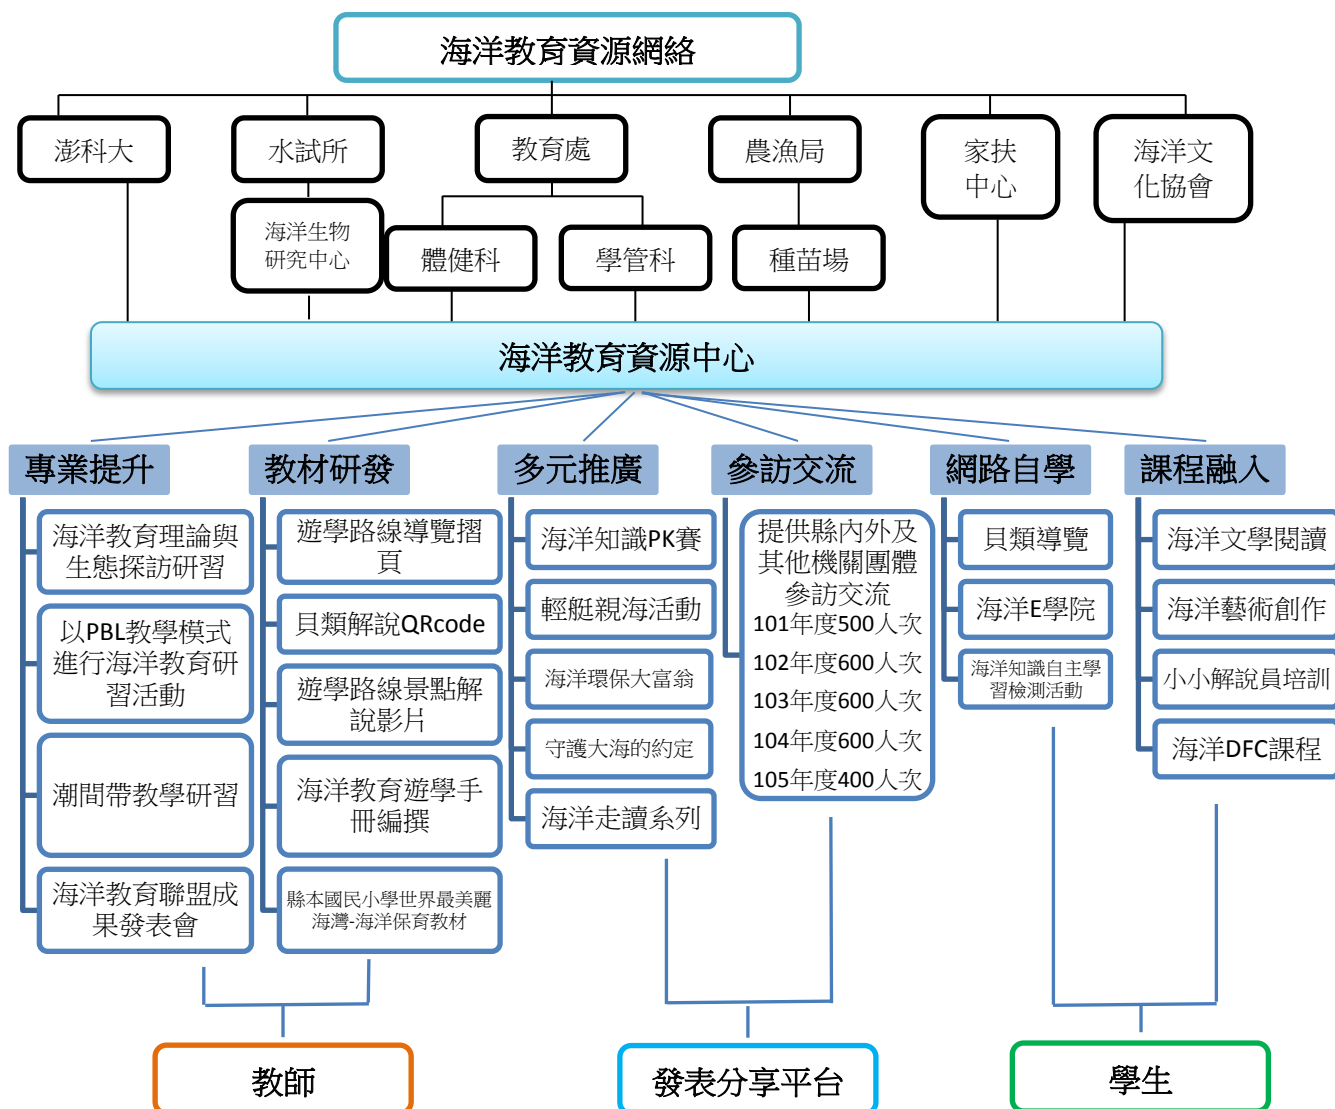 海洋教育資源網絡
澎科大
水試所
教育處
農漁局
家扶
中心
海洋文
化協會
海洋生物
研究中心
體健科
學管科
種苗場
海洋教育資源中心
專業提升
海洋教育理論與
生態探訪研習
以PBL教學模式
進行海洋教育研
習活動
潮間帶教學研習
海洋教育聯盟成
果發表會
教材研發
遊學路線導覽摺
頁
貝類解說QRcode
遊學路線景點解
說影片
海洋教育遊學手
冊編撰
縣本國民小學世界最美麗
海灣-海洋保育教材
多元推廣
海洋知識PK賽
輕艇親海活動
海洋環保大富翁
守護大海的約定
海洋走讀系列
參訪交流
提供縣內外及
其他機關團體
參訪交流
101年度500人次
102年度600人次
103年度600人次
104年度600人次
105年度400人次
網路自學
貝類導覽
海洋E學院
海洋知識自主學
習檢測活動
課程融入
海洋文學閱讀
海洋藝術創作
小小解說員培訓
海洋DFC課程
教師
發表分享平台
學生